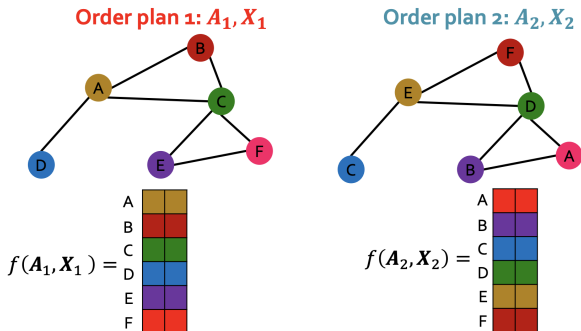 Order plan 1: A₁, X₁
B
A
C
D
E
F
A
B
C
f(A₁, X₁) =
D
E
F
Order plan 2: A₂, X₂
F
E
D
C
B
A
A
B
f(A₂, X₂) =
C
D
E
F